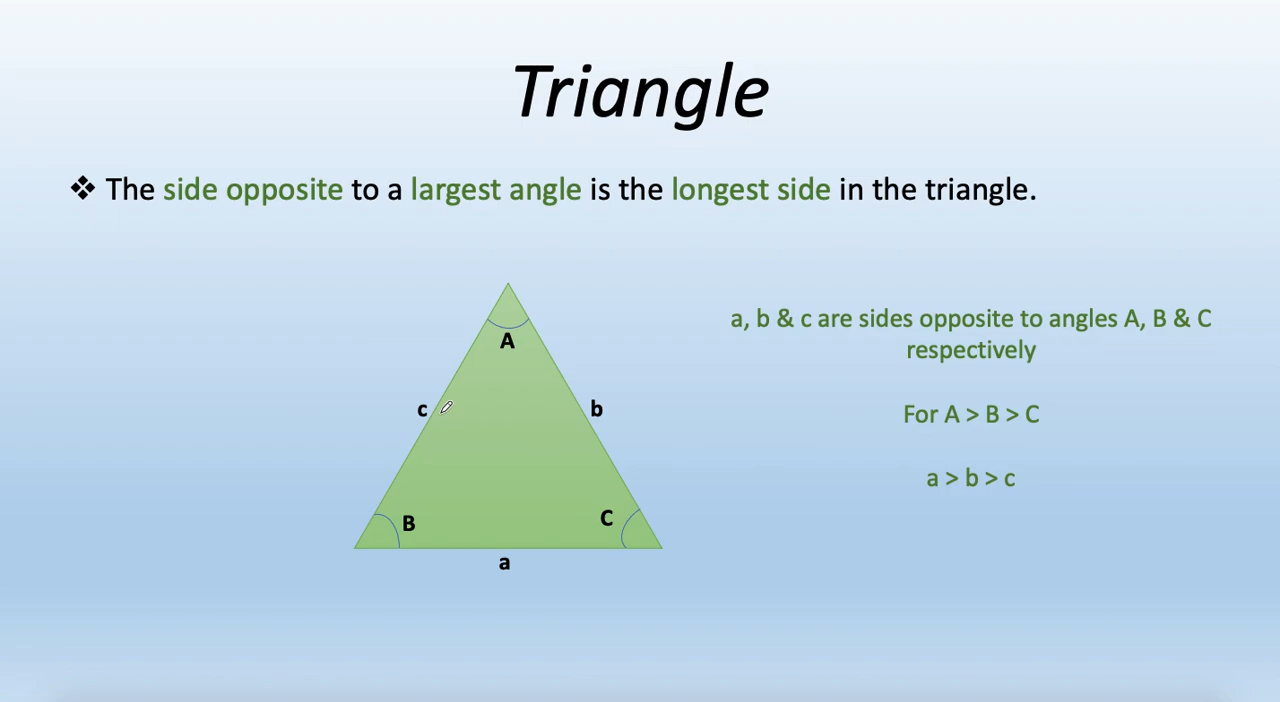 Triangle
❖ The side opposite to a largest angle is the longest side in the triangle.
a, b & c are sides opposite to angles A, B & C
respectively
A
c
b
For A > B > C
a > b > c
B
C
a